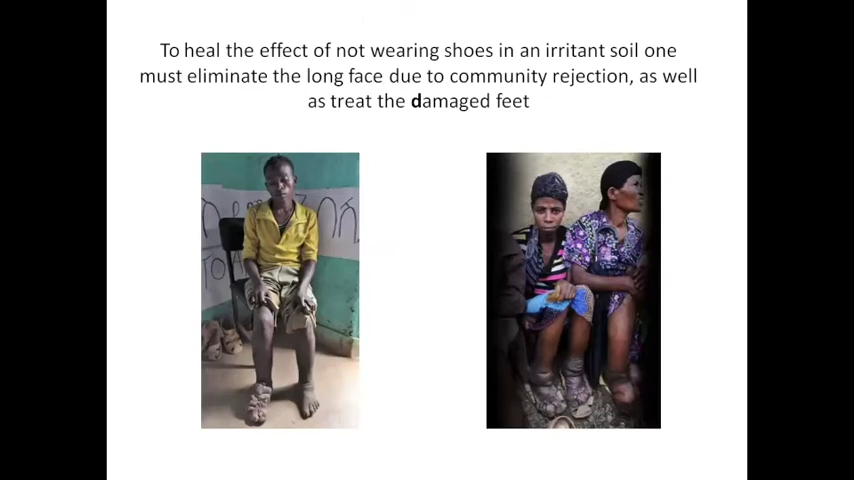 To heal the effect of not wearing shoes in an irritant soil one
must eliminate the long face due to community rejection, as well
as treat the damaged feet